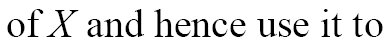 of X and hence use it to